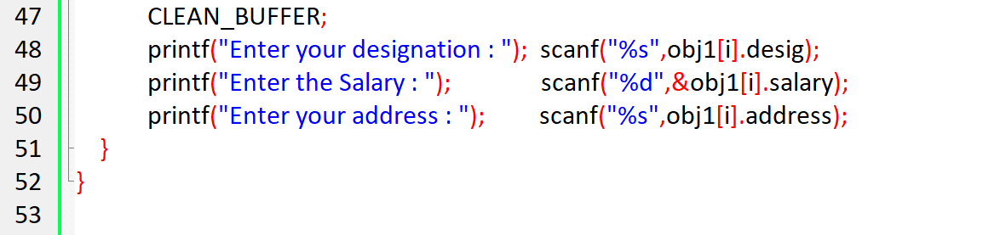 47 CLEAN_BUFFER;
48 printf("Enter your designation : "); scanf("%s",obj1[i].desig);
49 printf("Enter the Salary : "); scanf("%d",&obj1[i].salary);
50 printf("Enter your address : "); scanf("%s",obj1[i].address);
51 }
52 }
53